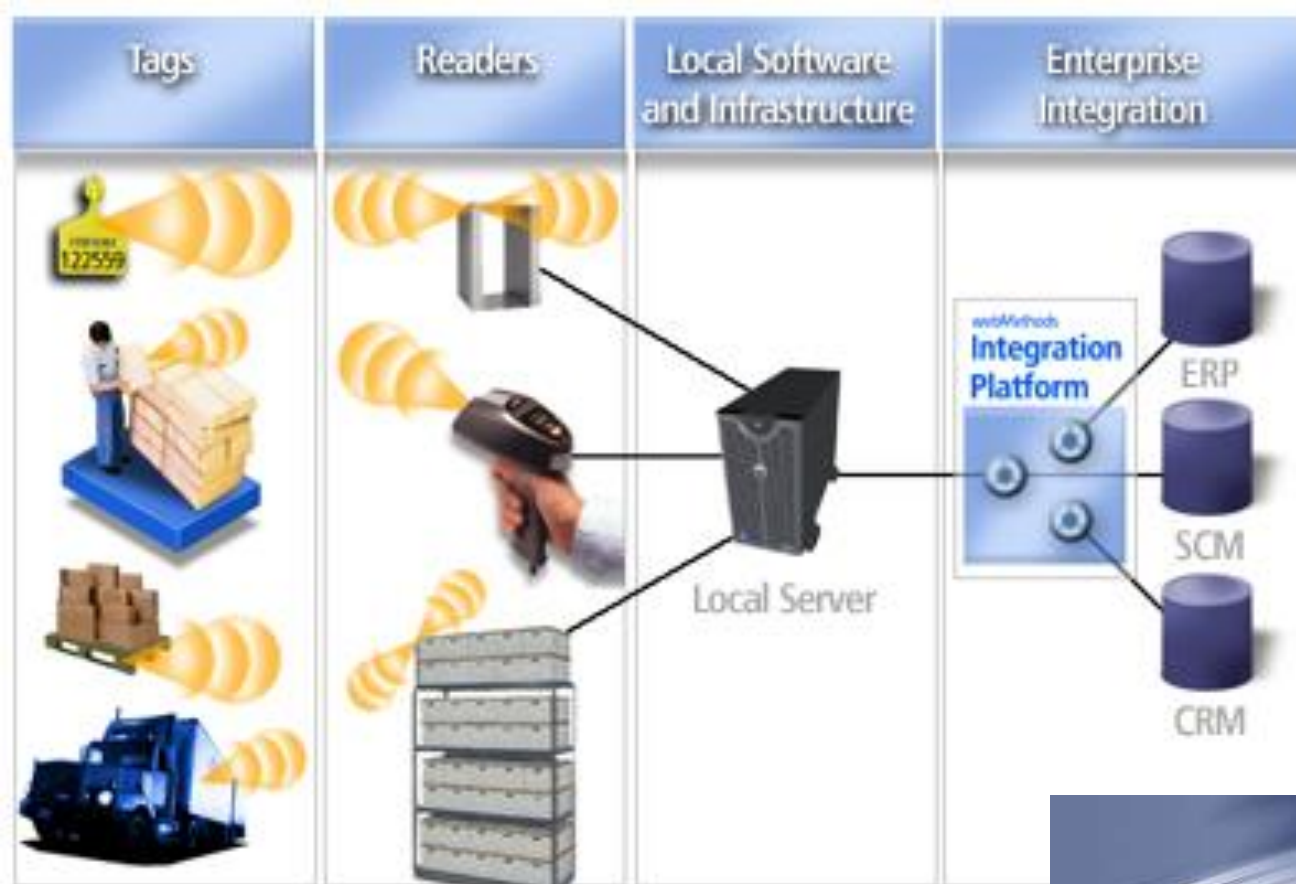 Tags
Readers
Local Software
and Infrastructure
Enterprise
Integration
122559
webMethods
Integration
Platform
ERP
SCM
CRM
Local Server